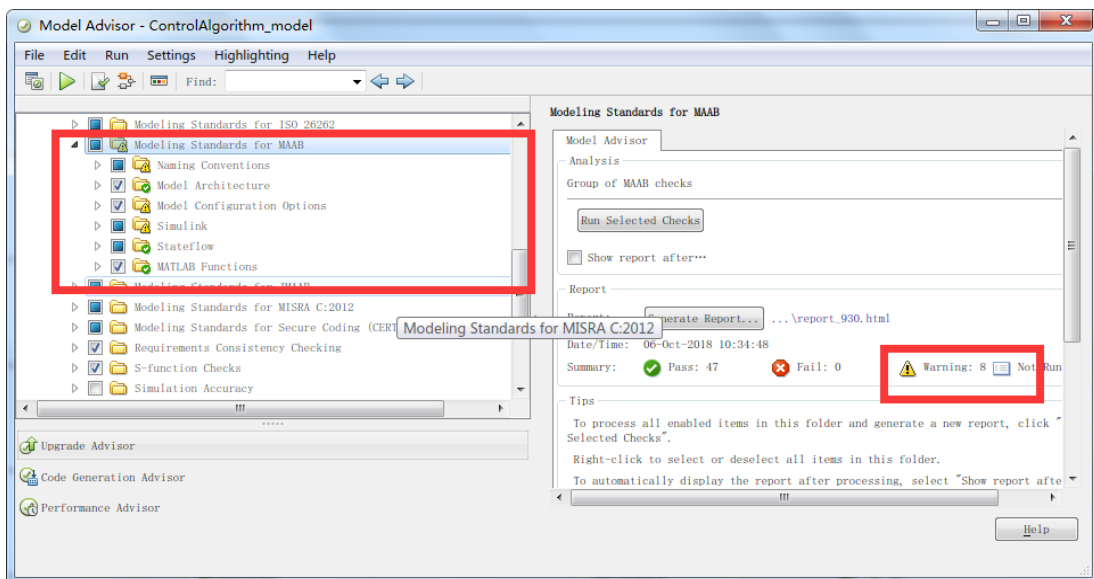 Model Advisor - ControlAlgorithm_model
File Edit Run Settings Highlighting Help
Find:
Modeling Standards for ISO 26262
Modeling Standards for MAAB
Naming Conventions
Model Architecture
Model Configuration Options
Simulink
Stateflow
MATLAB Functions
Modeling Standards for JMAAB
Modeling Standards for MISRA C:2012
Modeling Standards for Secure Coding (CERT
Modeling Standards for MISRA C:2012
Requirements Consistency Checking
S-function Checks
Simulation Accuracy
Upgrade Advisor
Code Generation Advisor
Performance Advisor
Modeling Standards for MAAB
Model Advisor
Analysis
Group of MAAB checks
Run Selected Checks
Show report after…
Report
Generate Report... ...\report_930.html
Date/Time: 06-Oct-2018 10:34:48
Summary: Pass: 47 Fail: 0 Warning: 8 Not Run
Tips
To process all enabled items in this folder and generate a new report, click "
Selected Checks".
Right-click to select or deselect all items in this folder.
To automatically display the report after processing, select "Show report afte
Help